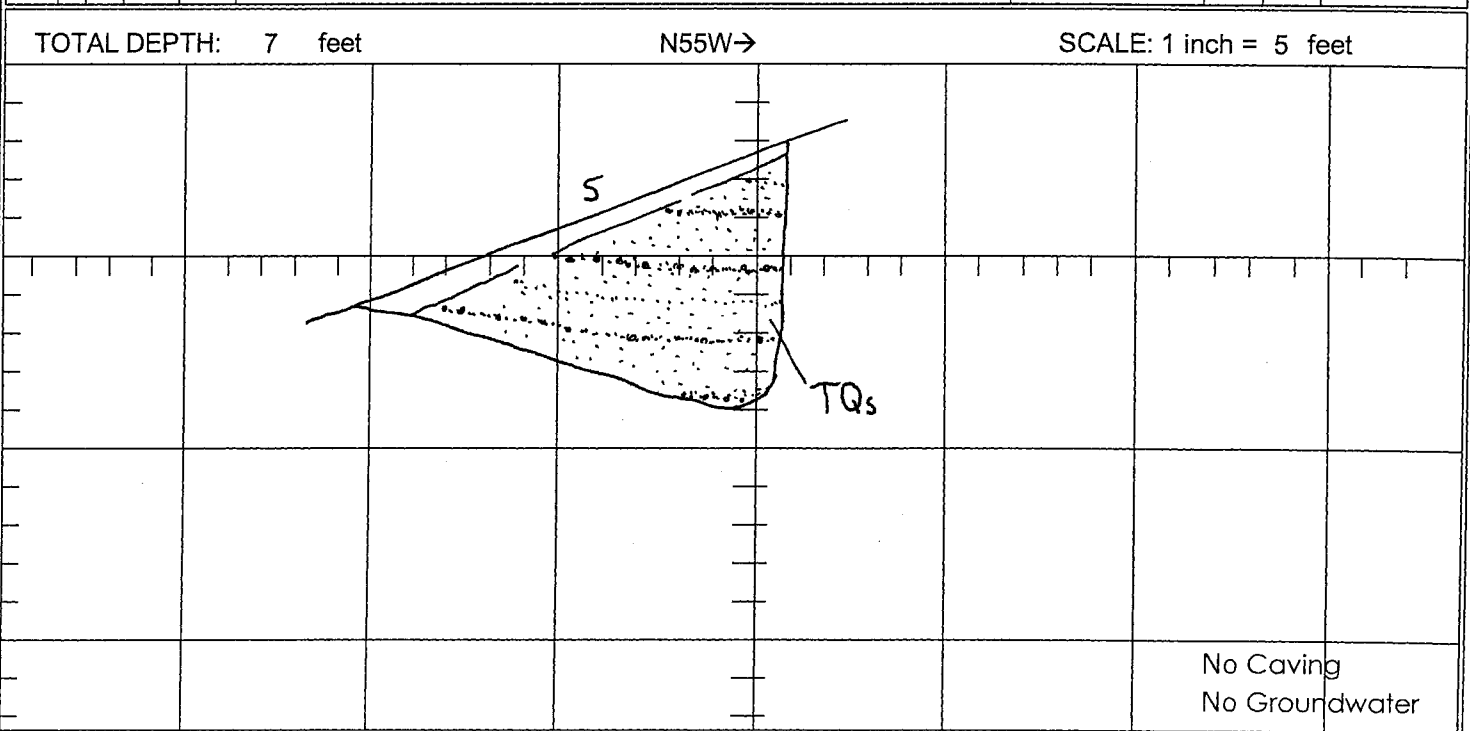 TOTAL DEPTH: 7 feet N55W→ SCALE: 1 inch = 5 feet
S
TQs
No Caving
No Groundwater